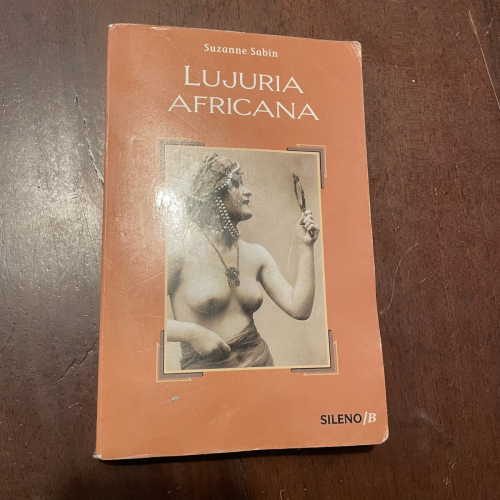 Suzanne Sabin
LUJURIA
AFRICANA
SILENO/B